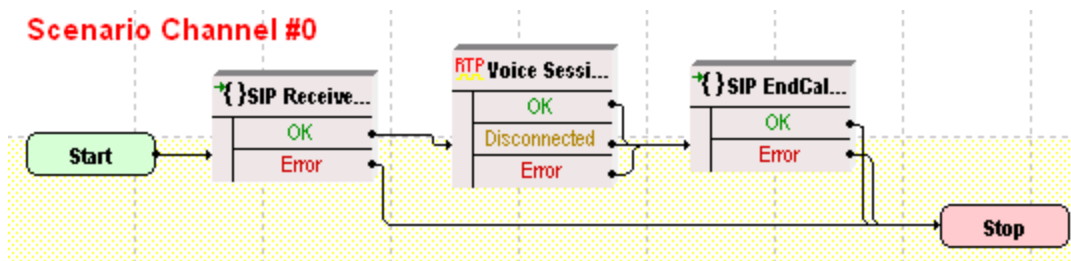 Scenario Channel #0
Start
{}SIP Receive...
OK
Error
RTP Voice Sessi...
OK
Disconnected
Error
{}SIP EndCal...
OK
Error
Stop